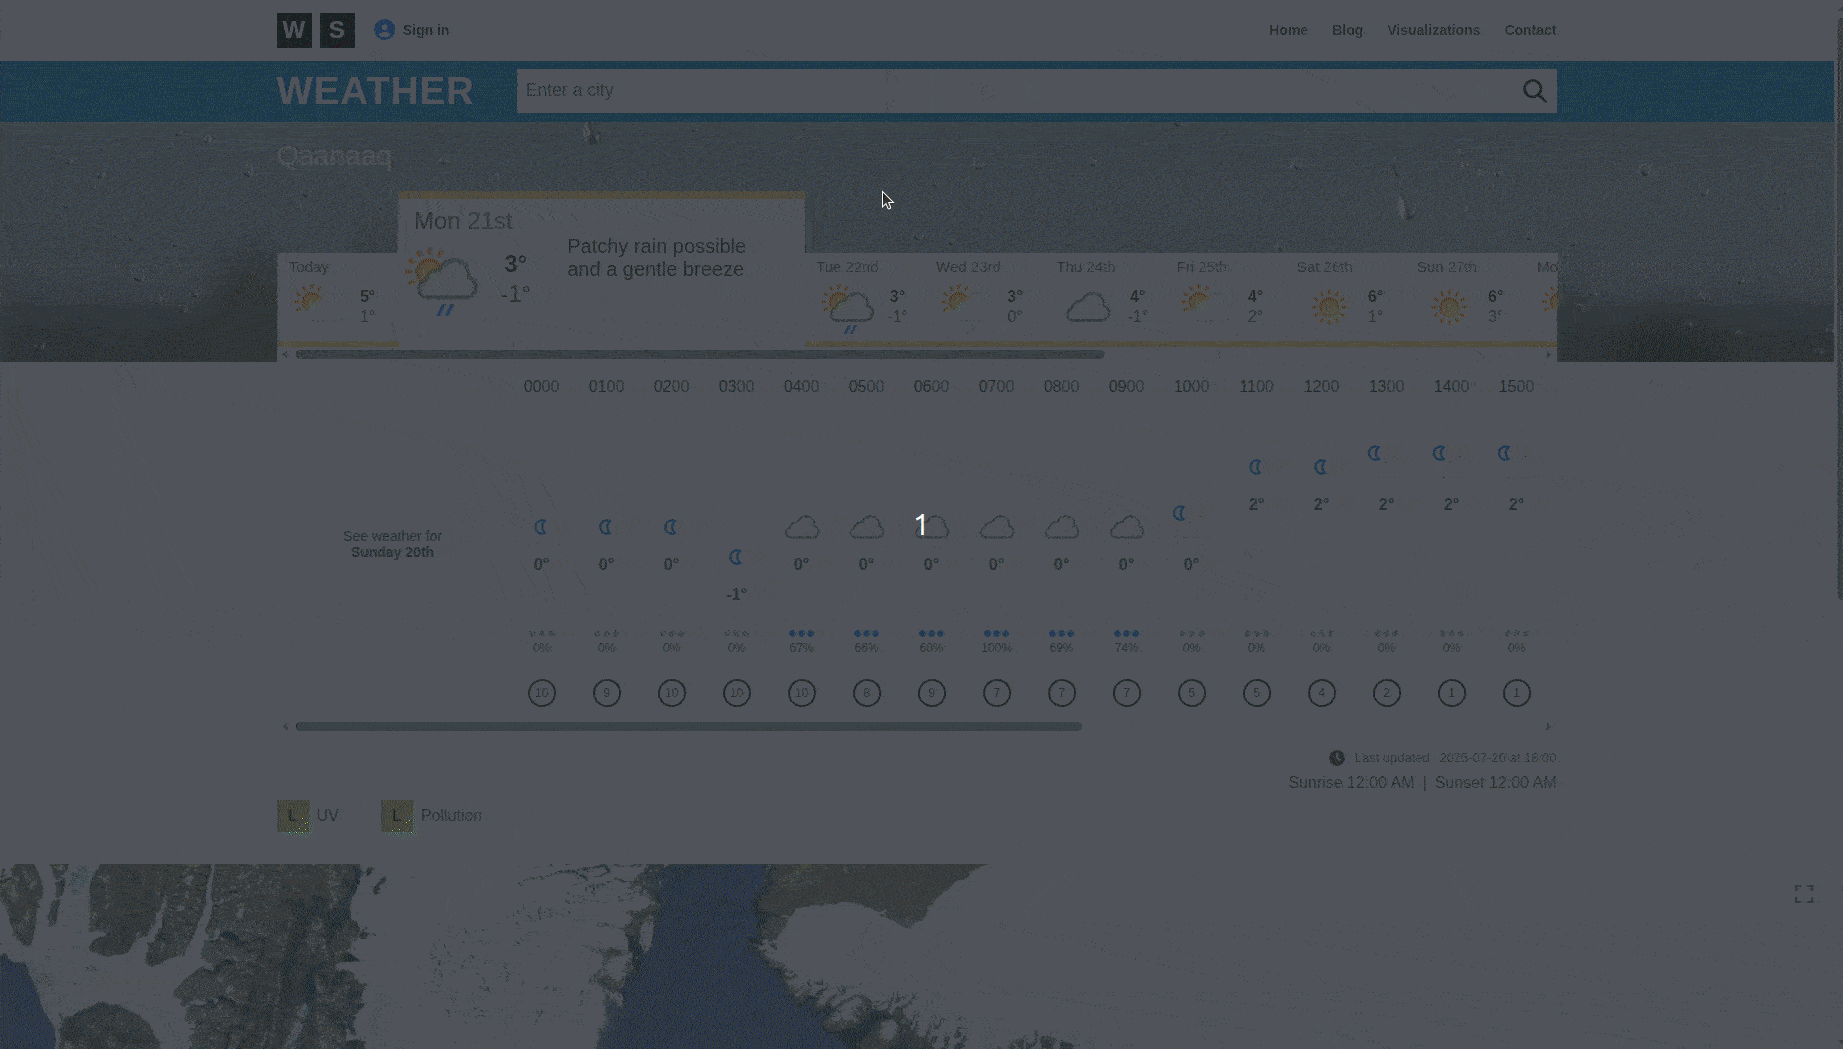 W S Sign in Home Blog Visualizations Contact
WEATHER Enter a city
Qaanaaq
Mon 21st
3°
-1°
Patchy rain possible
and a gentle breeze
Today Tue 22nd Wed 23rd Thu 24th Fri 25th Sat 26th Sun 27th Mo
5° 3° 3° 4° 4° 6° 6°
1° -1° 0° -1° 2° 1° 3°
0000 0100 0200 0300 0400 0500 0600 0700 0800 0900 1000 1100 1200 1300 1400 1500
2° 2° 2° 2° 2°
1
See weather for
Sunday 20th
0° 0° 0° 0° 0° 0° 0° 0° 0° 0°
-1°
0% 0% 0% 0% 67% 66% 60% 100% 69% 74% 0% 0% 0% 0% 0% 0%
10 9 10 10 10 8 9 7 7 7 5 5 4 2 1 1
Last updated
Sunrise 12:00 AM | Sunset 12:00 AM
L UV L Pollution